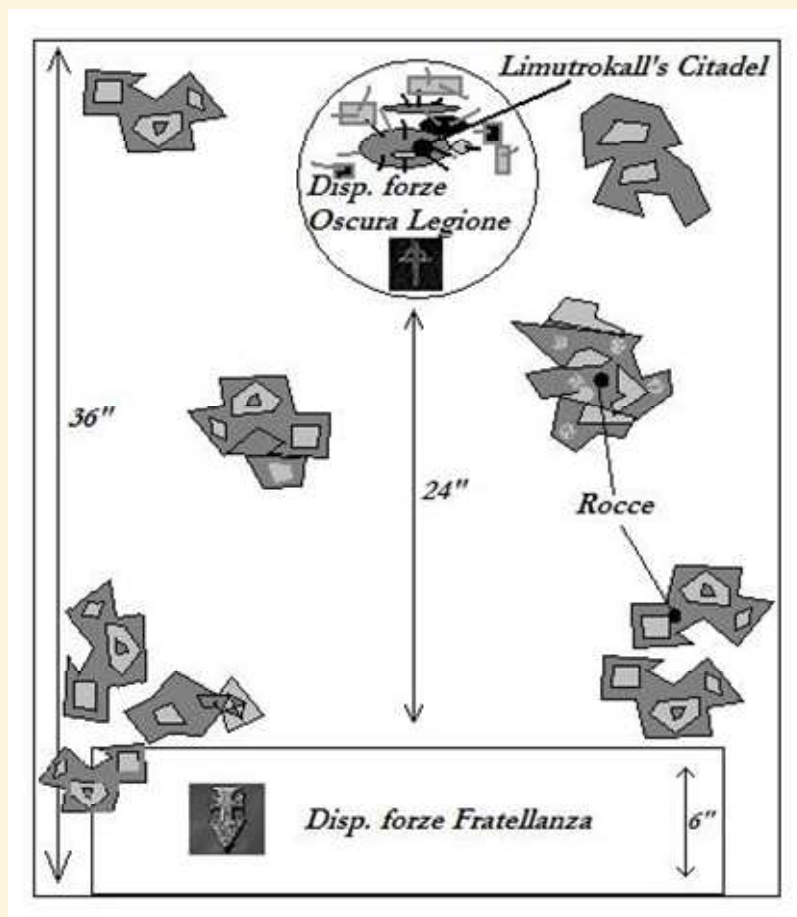 Limutrokall's Citadel
Disp. forze
Oscura Legione
36"
24"
Rocce
Disp. forze Fratellanza
6"